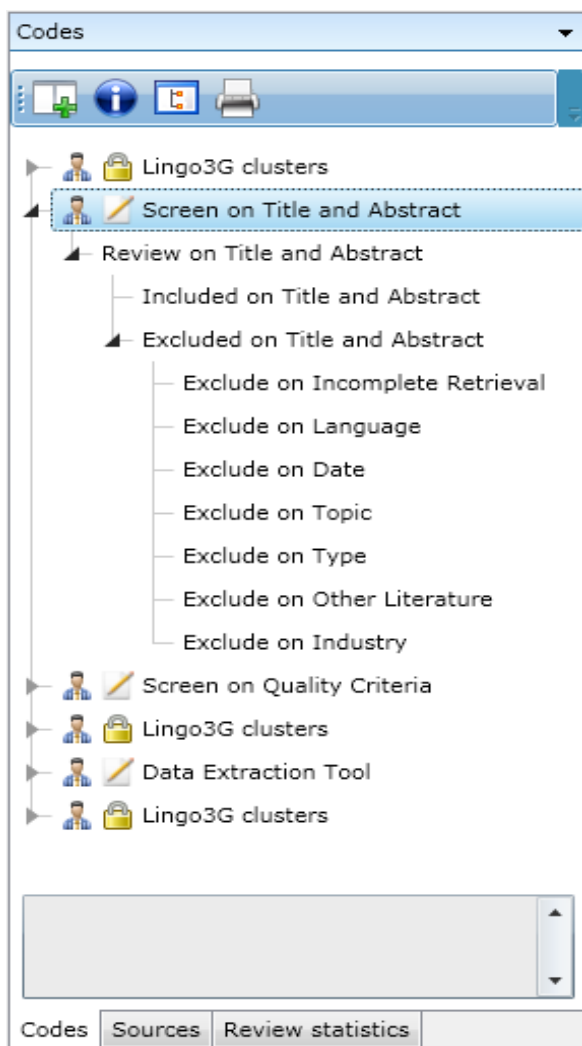 Codes
Lingo3G clusters
Screen on Title and Abstract
Review on Title and Abstract
Included on Title and Abstract
Excluded on Title and Abstract
Exclude on Incomplete Retrieval
Exclude on Language
Exclude on Date
Exclude on Topic
Exclude on Type
Exclude on Other Literature
Exclude on Industry
Screen on Quality Criteria
Lingo3G clusters
Data Extraction Tool
Lingo3G clusters
Codes Sources Review statistics